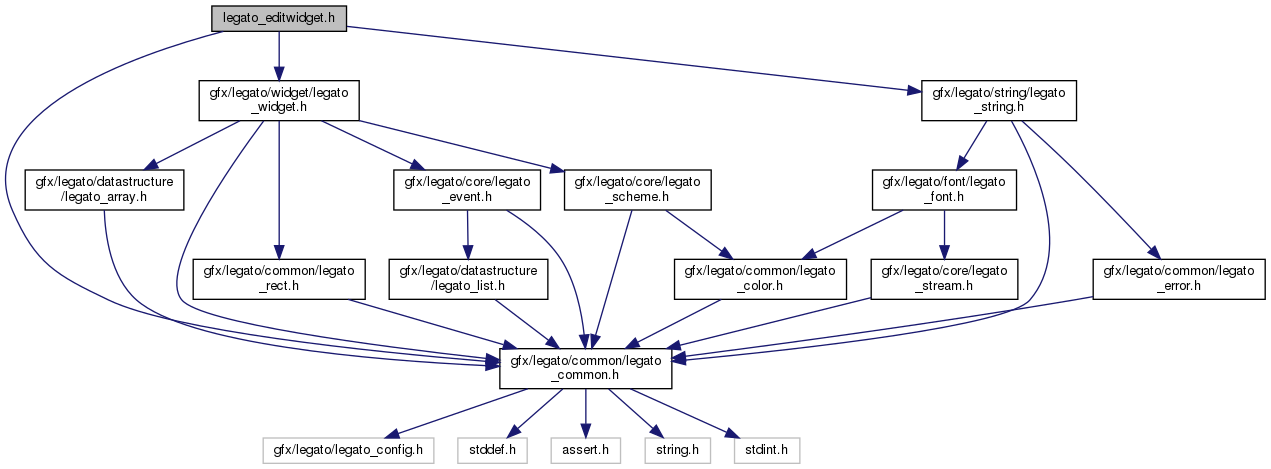 legato_editwidget.h
gfx/legato/widget/legato
_widget.h
gfx/legato/string/legato
_string.h
gfx/legato/datastructure
/legato_array.h
gfx/legato/core/legato
_event.h
gfx/legato/core/legato
_scheme.h
gfx/legato/font/legato
_font.h
gfx/legato/common/legato
_rect.h
gfx/legato/datastructure
/legato_list.h
gfx/legato/common/legato
_color.h
gfx/legato/core/legato
_stream.h
gfx/legato/common/legato
_error.h
gfx/legato/common/legato
_common.h
gfx/legato/legato_config.h
stddef.h
assert.h
string.h
stdint.h